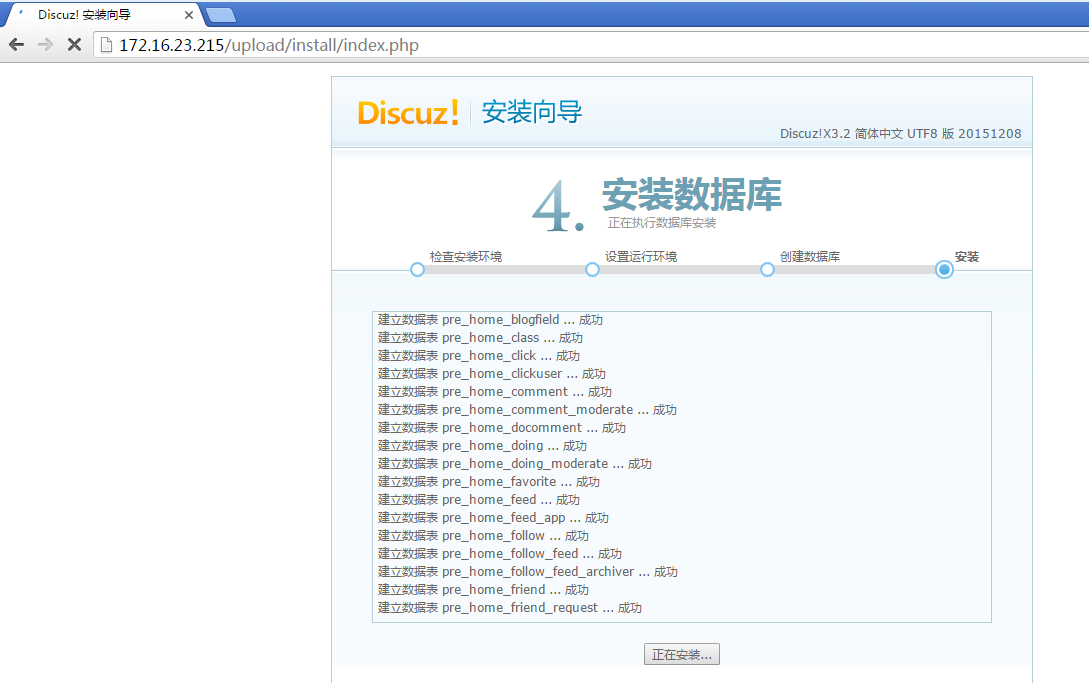 Discuz! 安装向导
172.16.23.215/upload/install/index.php
Discuz! 安装向导
Discuz!X3.2 简体中文 UTF8 版 20151208
4. 安装数据库
正在执行数据库安装
检查安装环境 设置运行环境 创建数据库 安装
建立数据表 pre_home_blogfield ... 成功
建立数据表 pre_home_class ... 成功
建立数据表 pre_home_click ... 成功
建立数据表 pre_home_clickuser ... 成功
建立数据表 pre_home_comment ... 成功
建立数据表 pre_home_comment_moderate ... 成功
建立数据表 pre_home_docomment ... 成功
建立数据表 pre_home_doing ... 成功
建立数据表 pre_home_doing_moderate ... 成功
建立数据表 pre_home_favorite ... 成功
建立数据表 pre_home_feed ... 成功
建立数据表 pre_home_feed_app ... 成功
建立数据表 pre_home_follow ... 成功
建立数据表 pre_home_follow_feed ... 成功
建立数据表 pre_home_follow_feed_archiver ... 成功
建立数据表 pre_home_friend ... 成功
建立数据表 pre_home_friend_request ... 成功
正在安装...